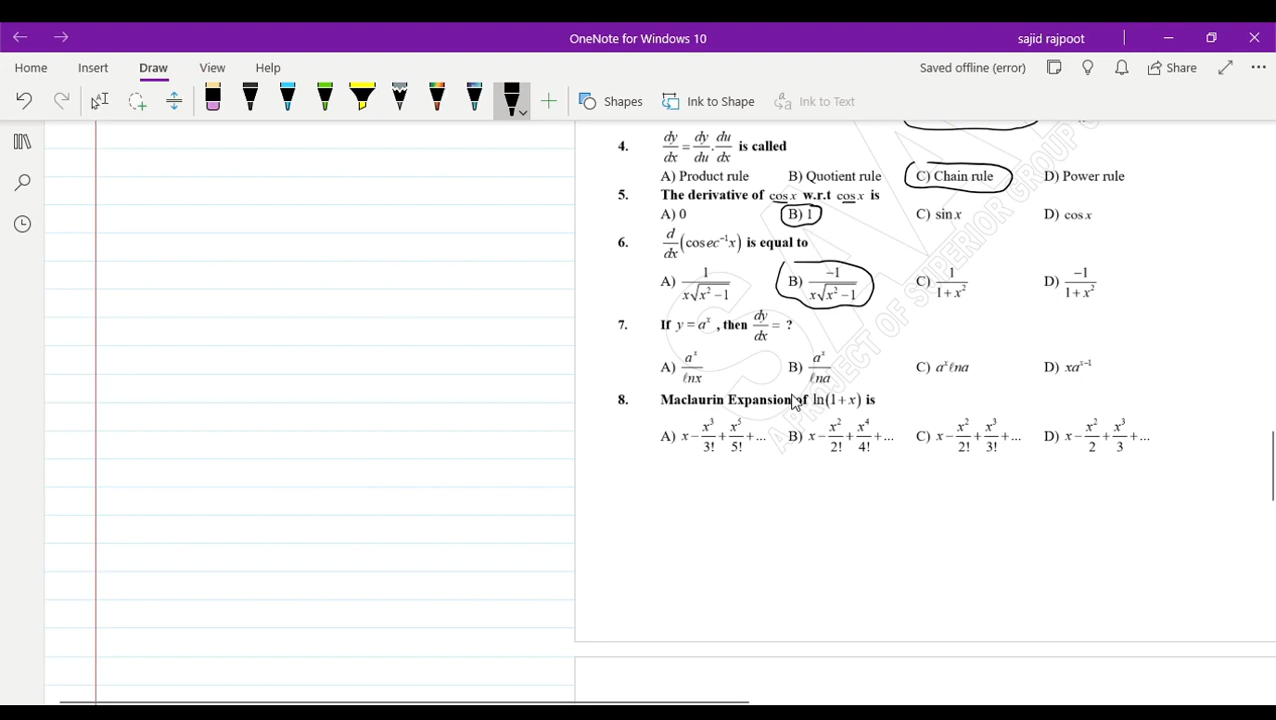 OneNote for Windows 10
sajid rajpoot
Home Insert Draw View Help
Saved offline (error)
Share
Shapes Ink to Shape Ink to Text
4. dy/dx = dy/du . du/dx is called
A) Product rule B) Quotient rule C) Chain rule D) Power rule
5. The derivative of cos x w.r.t cos x is
A) 0 B) 1 C) sin x D) cos x
6. d/dx (cosec⁻¹x) is equal to
A) 1/(x√(x² −1)) B) −1/(x√(x² −1)) C) 1/(1+x²) D) −1/(1+x²)
7. If y = aˣ , then dy/dx = ?
A) aˣ/ℓnx B) aˣ/ℓna C) aˣℓna D) xaˣ⁻¹
8. Maclaurin Expansion of ln(1+x) is
A) x − x³/3! + x⁵/5! + ... B) x − x²/2! + x⁴/4! + ... C) x − x²/2! + x³/3! + ... D) x − x²/2 + x³/3 + ...